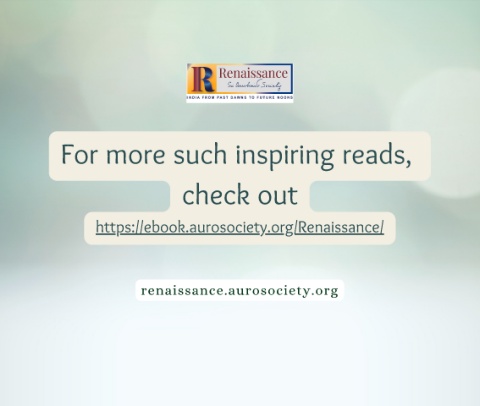 Renaissance
Sri Aurobindo Society
INDIA FROM PAST DAWNS TO FUTURE NOONS
For more such inspiring reads,
check out
https://ebook.aurosociety.org/Renaissance/
renaissance.aurosociety.org